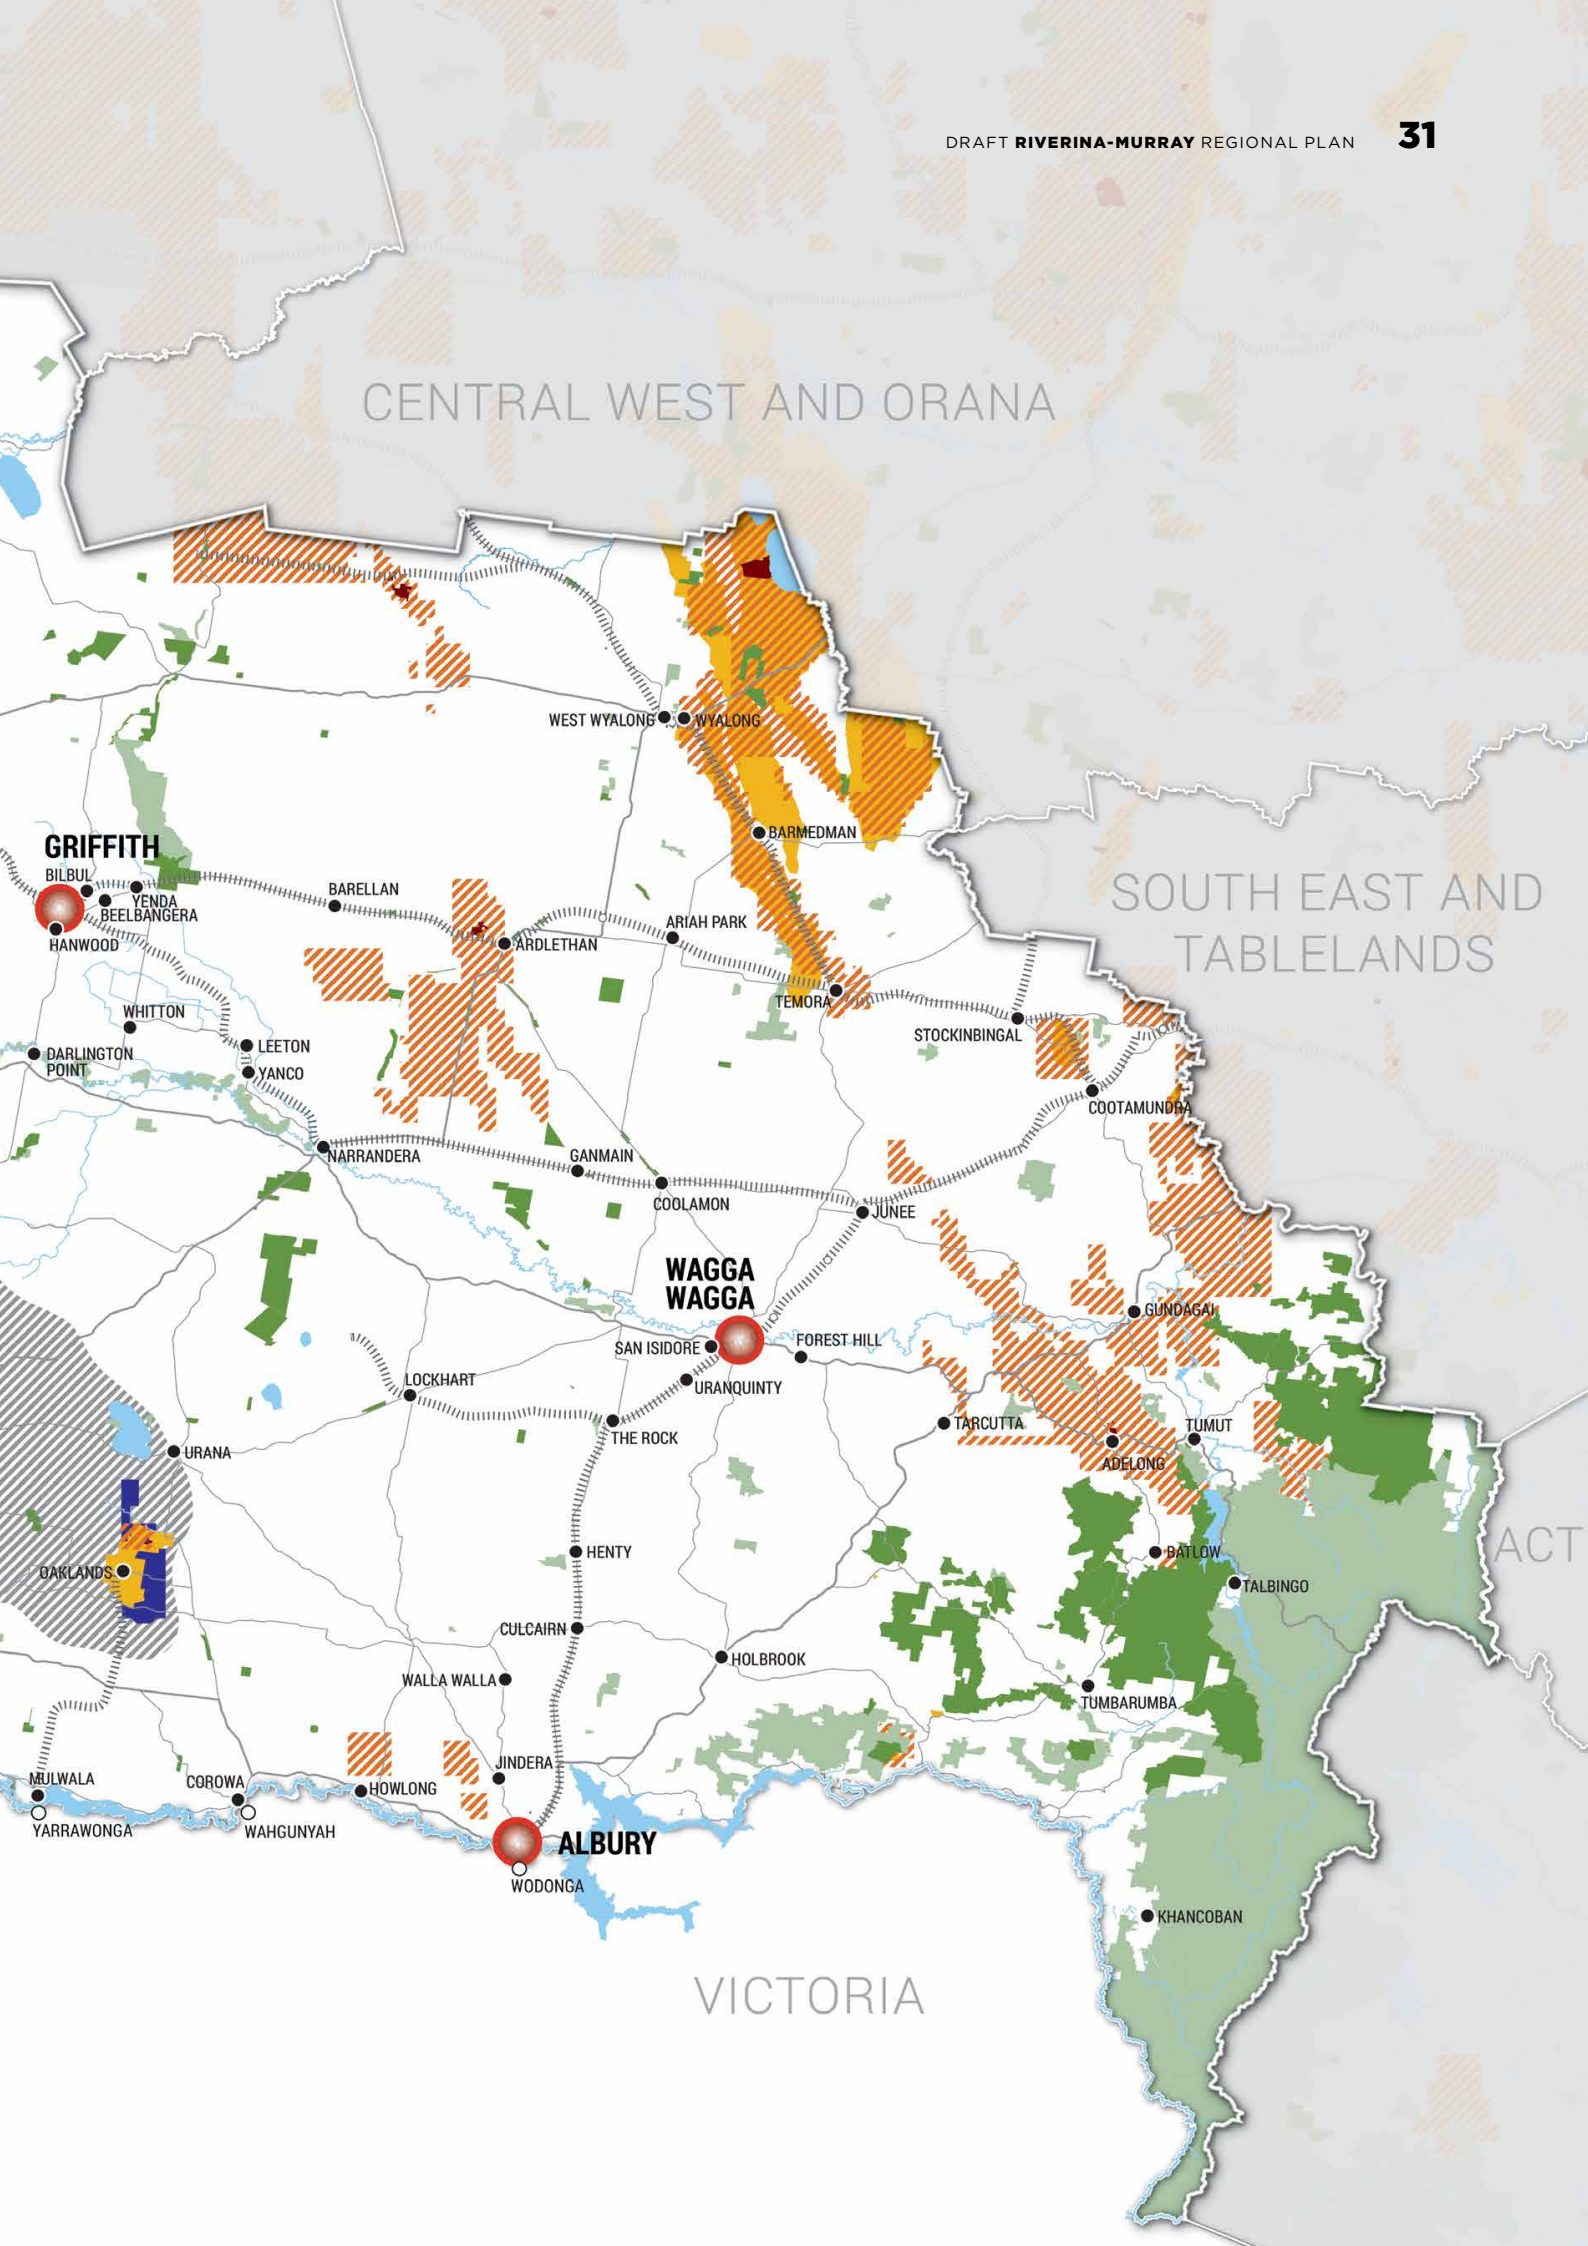 DRAFT RIVERINA-MURRAY REGIONAL PLAN 31
CENTRAL WEST AND ORANA
WEST WYALONG
WYALONG
BARMEDMAN
GRIFFITH
BILBUL
YENDA
BEELBANGERA
HANWOOD
BARELLAN
ARDLETHAN
ARIAH PARK
SOUTH EAST AND
TABLELANDS
TEMORA
WHITTON
STOCKINBINGAL
LEETON
DARLINGTON
POINT
YANCO
COOTAMUNDRA
NARRANDERA
GANMAIN
COOLAMON
JUNEE
WAGGA
WAGGA
GUNDAGAI
SAN ISIDORE
FOREST HILL
LOCKHART
URANQUINTY
TARCUTTA
TUMUT
THE ROCK
URANA
ADELONG
ACT
HENTY
BATLOW
OAKLANDS
TALBINGO
CULCAIRN
HOLBROOK
WALLA WALLA
TUMBARUMBA
JINDERA
MULWALA
COROWA
HOWLONG
YARRAWONGA
WAHGUNYAH
ALBURY
WODONGA
KHANCOBAN
VICTORIA